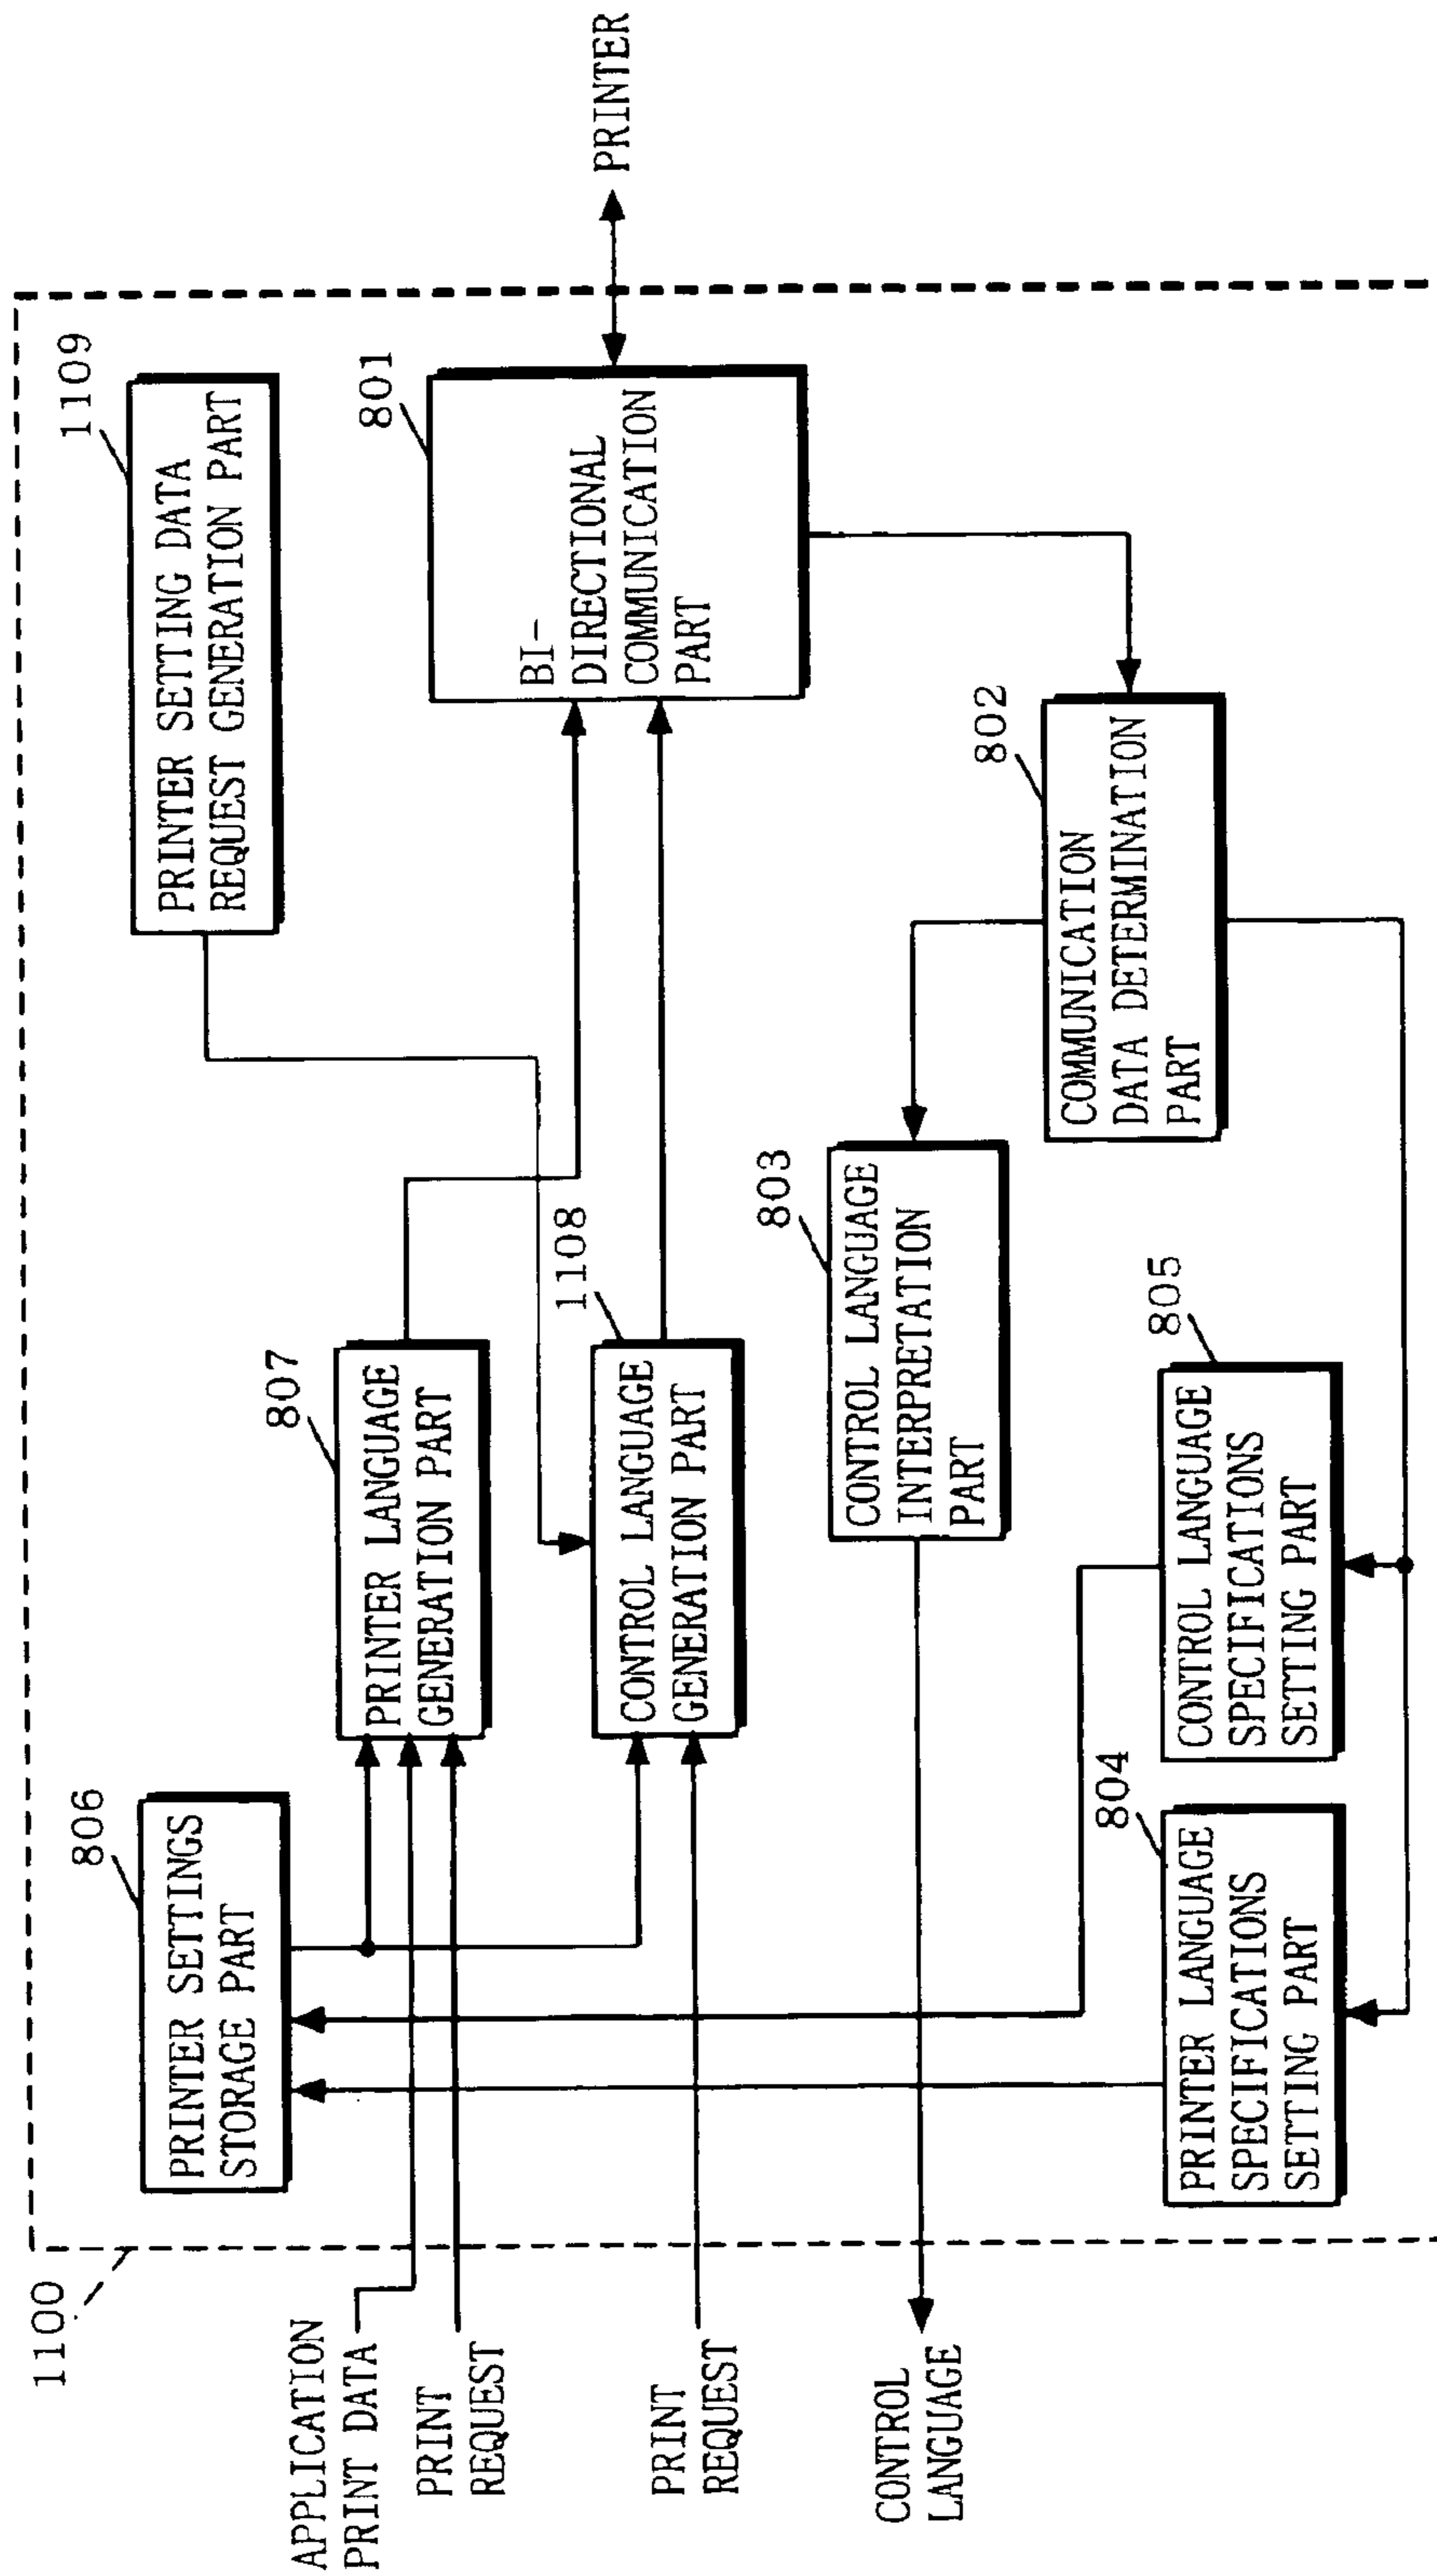 1100
APPLICATION
PRINT DATA
PRINT
REQUEST
PRINT
REQUEST
CONTROL
LANGUAGE
806
PRINTER SETTINGS
STORAGE PART
807
PRINTER LANGUAGE
GENERATION PART
1108
CONTROL LANGUAGE
GENERATION PART
1109
PRINTER SETTING DATA
REQUEST GENERATION PART
801
BI-
DIRECTIONAL
COMMUNICATION
PART
PRINTER
803
CONTROL LANGUAGE
INTERPRETATION
PART
802
COMMUNICATION
DATA DETERMINATION
PART
804
PRINTER LANGUAGE
SPECIFICATIONS
SETTING PART
805
CONTROL LANGUAGE
SPECIFICATIONS
SETTING PART